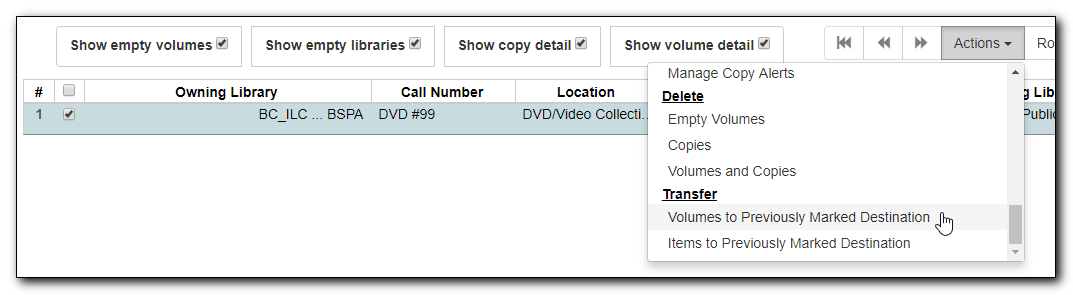 Show empty volumes Show empty libraries Show copy detail Show volume detail Actions Ro
# Owning Library Call Number Location g Lib
1 BC_ILC ... BSPA DVD #99 DVD/Video Collecti... Public
Manage Copy Alerts
Delete
Empty Volumes
Copies
Volumes and Copies
Transfer
Volumes to Previously Marked Destination
Items to Previously Marked Destination